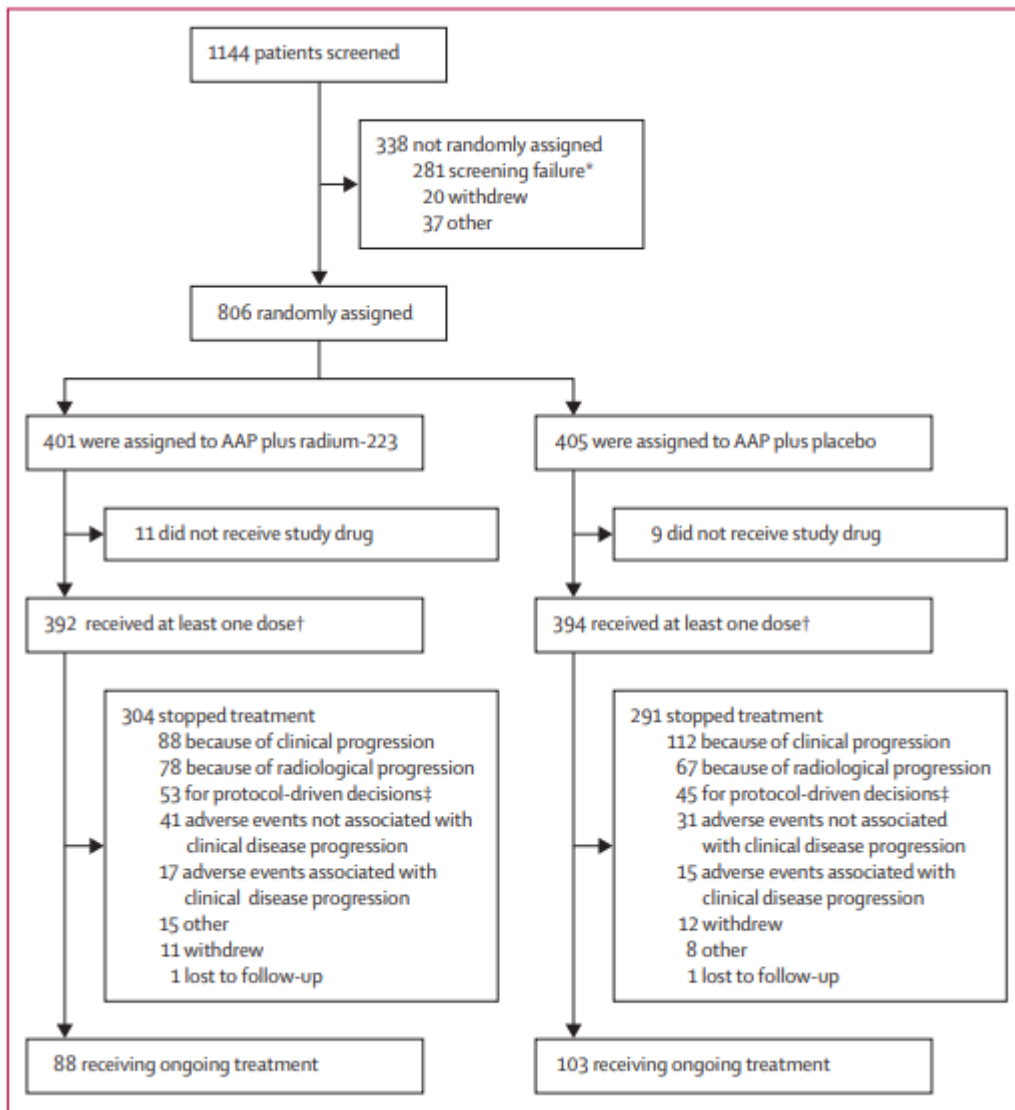 1144 patients screened
338 not randomly assigned
281 screening failure*
20 withdrew
37 other
806 randomly assigned
401 were assigned to AAP plus radium-223
405 were assigned to AAP plus placebo
11 did not receive study drug
9 did not receive study drug
392 received at least one dose†
394 received at least one dose†
304 stopped treatment
88 because of clinical progression
78 because of radiological progression
53 for protocol-driven decisions‡
41 adverse events not associated with
clinical disease progression
17 adverse events associated with
clinical disease progression
15 other
11 withdrew
1 lost to follow-up
291 stopped treatment
112 because of clinical progression
67 because of radiological progression
45 for protocol-driven decisions‡
31 adverse events not associated
with clinical disease progression
15 adverse events associated with
clinical disease progression
12 withdrew
8 other
1 lost to follow-up
88 receiving ongoing treatment
103 receiving ongoing treatment